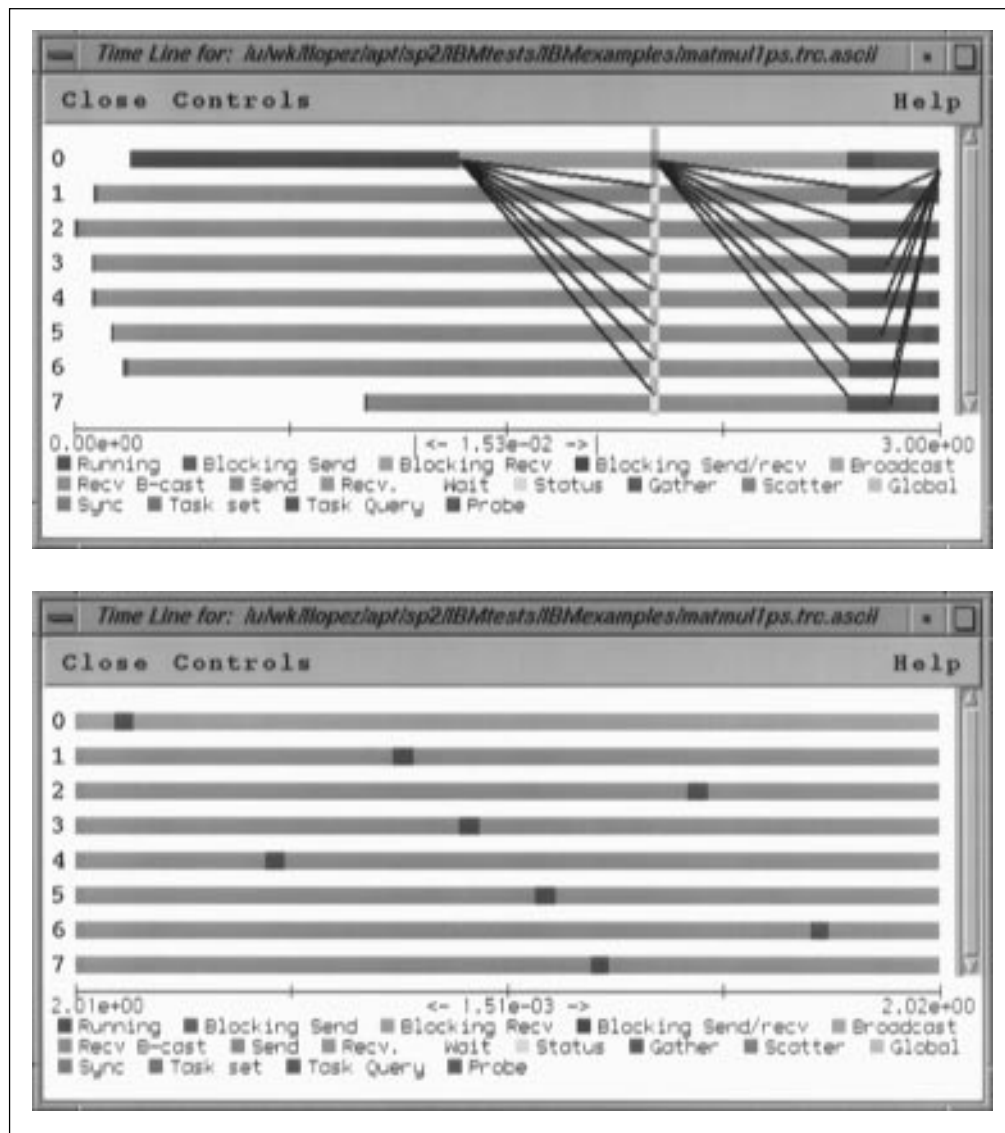 Time Line for: /u/wk/llopez/apt/sp2/IBMtests/IBMexamples/matmul1ps.trc.ascii
Close Controls Help
0
1
2
3
4
5
6
7
0.00e+00 |<- 1.53e-02 ->| 3.00e+00
Running Blocking Send Blocking Recv Blocking Send/recv Broadcast
Recv B-cast Send Recv. Wait Status Gather Scatter Global
Sync Task set Task Query Probe
Time Line for: /u/wk/llopez/apt/sp2/IBMtests/IBMexamples/matmul1ps.trc.ascii
Close Controls Help
0
1
2
3
4
5
6
7
2.01e+00 <- 1.51e-03 -> 2.02e+00
Running Blocking Send Blocking Recv Blocking Send/recv Broadcast
Recv B-cast Send Recv. Wait Status Gather Scatter Global
Sync Task set Task Query Probe